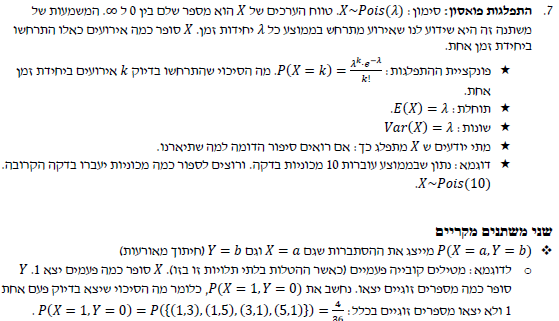 7. התפלגות פואסון: סימון: X~Pois(λ). טווח הערכים של X הוא מספר שלם בין 0 ל ∞. המשמעות של
משתנה זה היא שידוע לנו שאירוע מתרחש בממוצע כל λ יחידות זמן. X סופר כמה אירועים כאלו התרחשו
ביחידת זמן אחת.
★ פונקציית ההתפלגות: P(X = k) = λ^k·e^−λ / k!. מה הסיכוי שהתרחשו בדיוק k אירועים ביחידת זמן
אחת.
★ תוחלת: E(X) = λ.
★ שונות: Var(X) = λ
★ מתי יודעים ש X מתפלג כך: אם רואים סיפור הדומה למה שתיארנו.
★ דוגמא: נתון שבממוצע עוברות 10 מכוניות בדקה. ורוצים לספור כמה מכוניות יעברו בדקה הקרובה.
X~Pois(10).
שני משתנים מקריים
❖ P(X = a, Y = b) מייצג את ההסתברות שגם X = a וגם Y = b (חיתוך מאורעות)
○ לדוגמא: מטילים קובייה פעמיים (כאשר ההטלות בלתי תלויות זו בזו). X סופר כמה פעמים יצא 1. Y
סופר כמה מספרים זוגיים יצאו. נחשב את P(X = 1, Y = 0), כלומר מה הסיכוי שיצא בדיוק פעם אחת
1 ולא יצאו מספרים זוגיים בכלל: P(X = 1, Y = 0) = P({(1,3), (1,5), (3,1), (5,1)}) = 4/36.